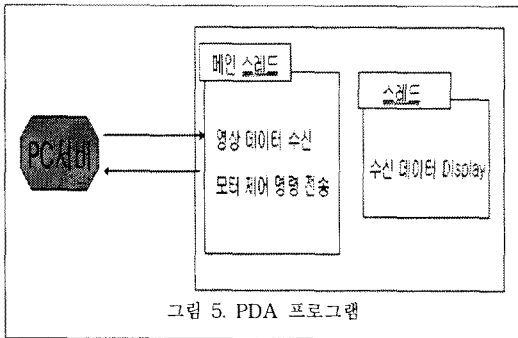 메인 스레드
스레드
PC서버
영상 데이터 수신
모터 제어 명령 전송
수신 데이터 Display
그림 5. PDA 프로그램